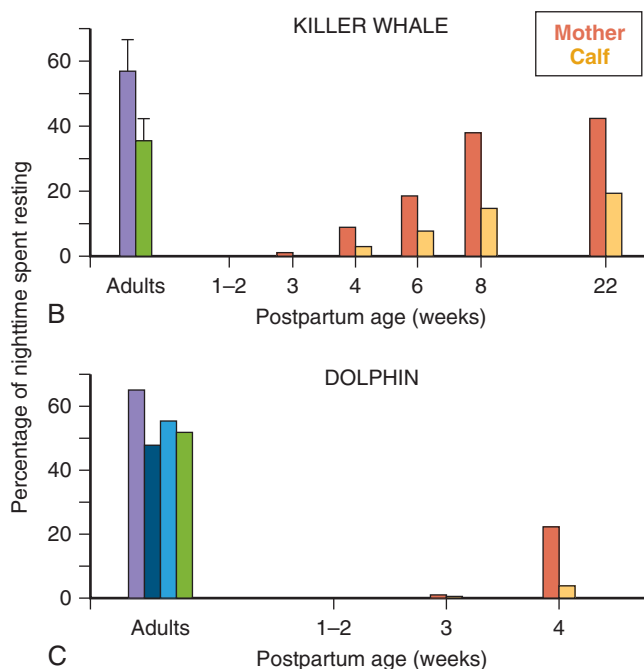 KILLER WHALE
Mother
Calf
Percentage of nighttime spent resting
60
40
20
0
Adults 1–2 3 4 6 8 22
B Postpartum age (weeks)
DOLPHIN
60
40
20
0
Adults 1–2 3 4
C Postpartum age (weeks)